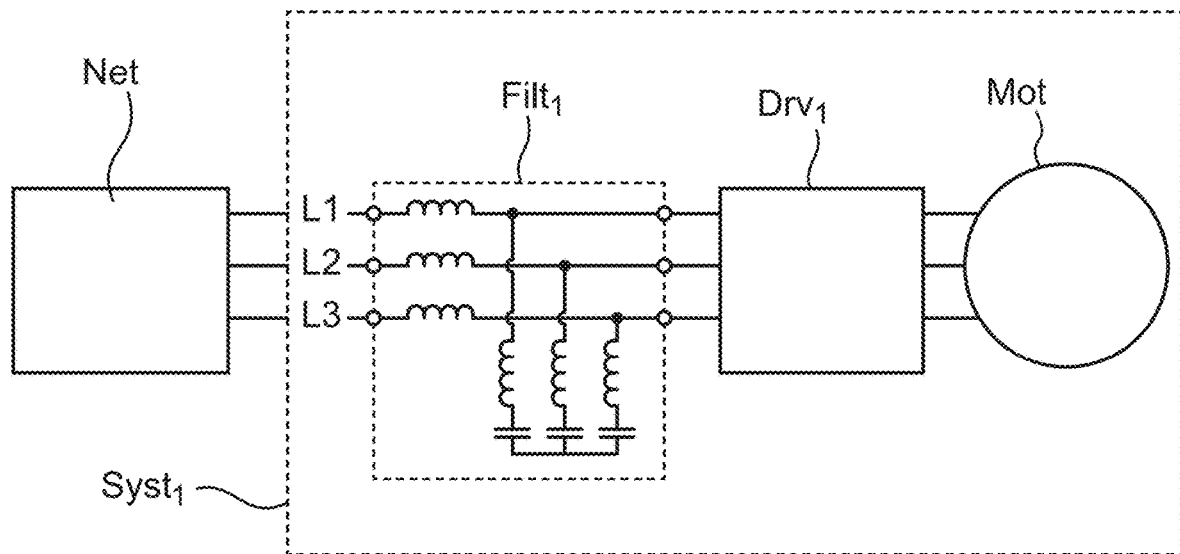 Net
Filt₁
Drv₁
Mot
L1
L2
L3
Syst₁